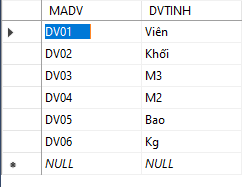 MADV DVTINH
DV01 Viên
DV02 Khối
DV03 M3
DV04 M2
DV05 Bao
DV06 Kg
NULL NULL